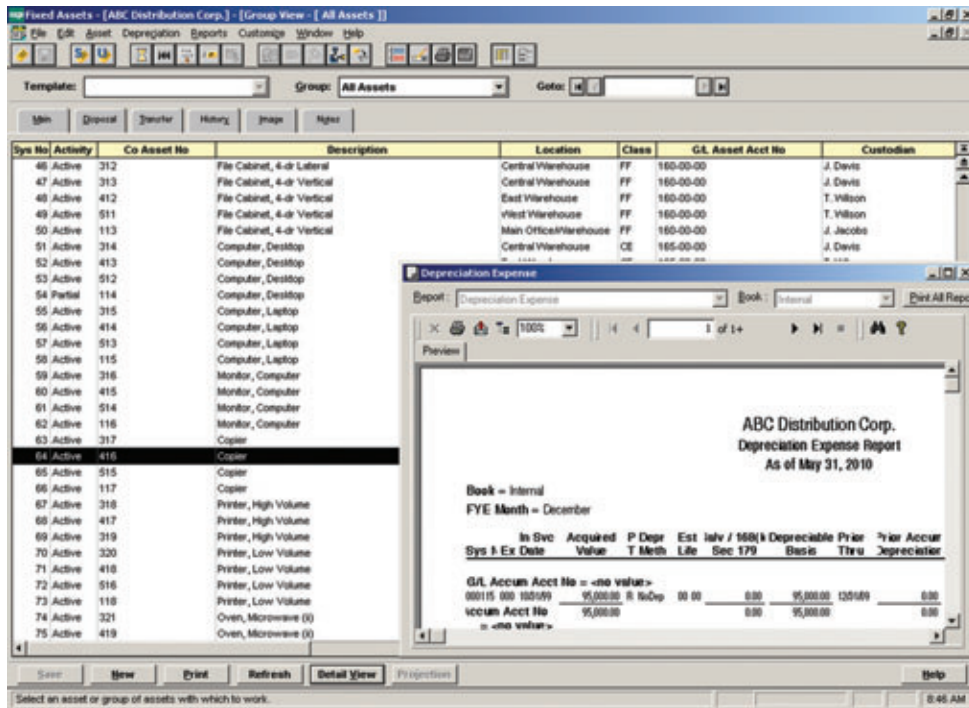 Fixed Assets - [ABC Distribution Corp.] - [Group View - [ All Assets ]]
File Edit Asset Depreciation Reports Customize Window Help
Template: Group: All Assets Goto:
Main Disposal Transfer History Image Notes
Sys No Activity Co Asset No Description Location Class G/L Asset Acct No Custodian
46 Active 312 File Cabinet, 4-dr Lateral Central Warehouse FF 160-00-00 J. Davis
47 Active 313 File Cabinet, 4-dr Vertical Central Warehouse FF 160-00-00 J. Davis
48 Active 412 File Cabinet, 4-dr Vertical East Warehouse FF 160-00-00 T. Wilson
49 Active 511 File Cabinet, 4-dr Vertical West Warehouse FF 160-00-00 T. Wilson
50 Active 113 File Cabinet, 4-dr Vertical Main Office/Warehouse FF 160-00-00 J. Jacobs
51 Active 314 Computer, Desktop Central Warehouse CE 165-00-00 J. Davis
52 Active 413 Computer, Desktop
53 Active 512 Computer, Desktop
54 Partial 114 Computer, Desktop
55 Active 315 Computer, Laptop
56 Active 414 Computer, Laptop
57 Active 513 Computer, Laptop
58 Active 115 Computer, Laptop
59 Active 316 Monitor, Computer
60 Active 415 Monitor, Computer
61 Active 514 Monitor, Computer
62 Active 116 Monitor, Computer
63 Active 317 Copier
64 Active 416 Copier
65 Active 515 Copier
66 Active 117 Copier
67 Active 318 Printer, High Volume
68 Active 417 Printer, High Volume
69 Active 319 Printer, High Volume
70 Active 320 Printer, Low Volume
71 Active 418 Printer, Low Volume
72 Active 516 Printer, Low Volume
73 Active 118 Printer, Low Volume
74 Active 321 Oven, Microwave (ii)
75 Active 419 Oven, Microwave (ii)
Depreciation Expense
Report: Depreciation Expense Book: Internal Print All Repo
100% 1 of 1+
Preview
ABC Distribution Corp.
Depreciation Expense Report
As of May 31, 2010
Book = Internal
FYE Month = December
In Svc Acquired P Depr Est Salv / 168(k Depreciable Prior Prior Accum
Sys N Ex Date Value T Meth Life Sec 179 Basis Thru Depreciation
G/L Accum Acct No = <no value>
000115 000 10/31/99 95,000.00 R NoDep 00 00 0.00 95,000.00 12/31/09 0.00
Accum Acct No 95,000.00 0.00 95,000.00 0.00
= <no value>
Save New Print Refresh Detail View Projection Help
Select an asset or group of assets with which to work. 8:46 AM